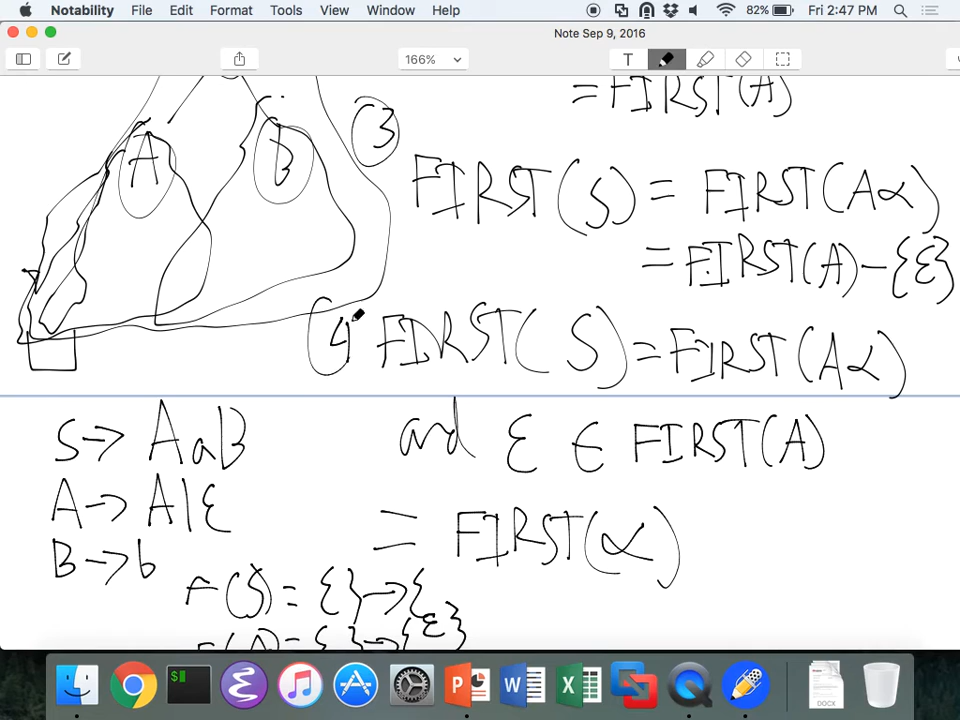 Notability File Edit Format Tools View Window Help 82% Fri 2:47 PM
Note Sep 9, 2016
166% T
= FIRST(A)
A B 3
FIRST(S) = FIRST(Aα)
= FIRST(A) - {ε}
4 FIRST(S) = FIRST(Aα)
and ε ∈ FIRST(A)
= FIRST(α)
S -> AaB
A -> A|ε
B -> b
F(S) = {} -> {
F(A) = {} -> {ε}
$
P W X
DOCX